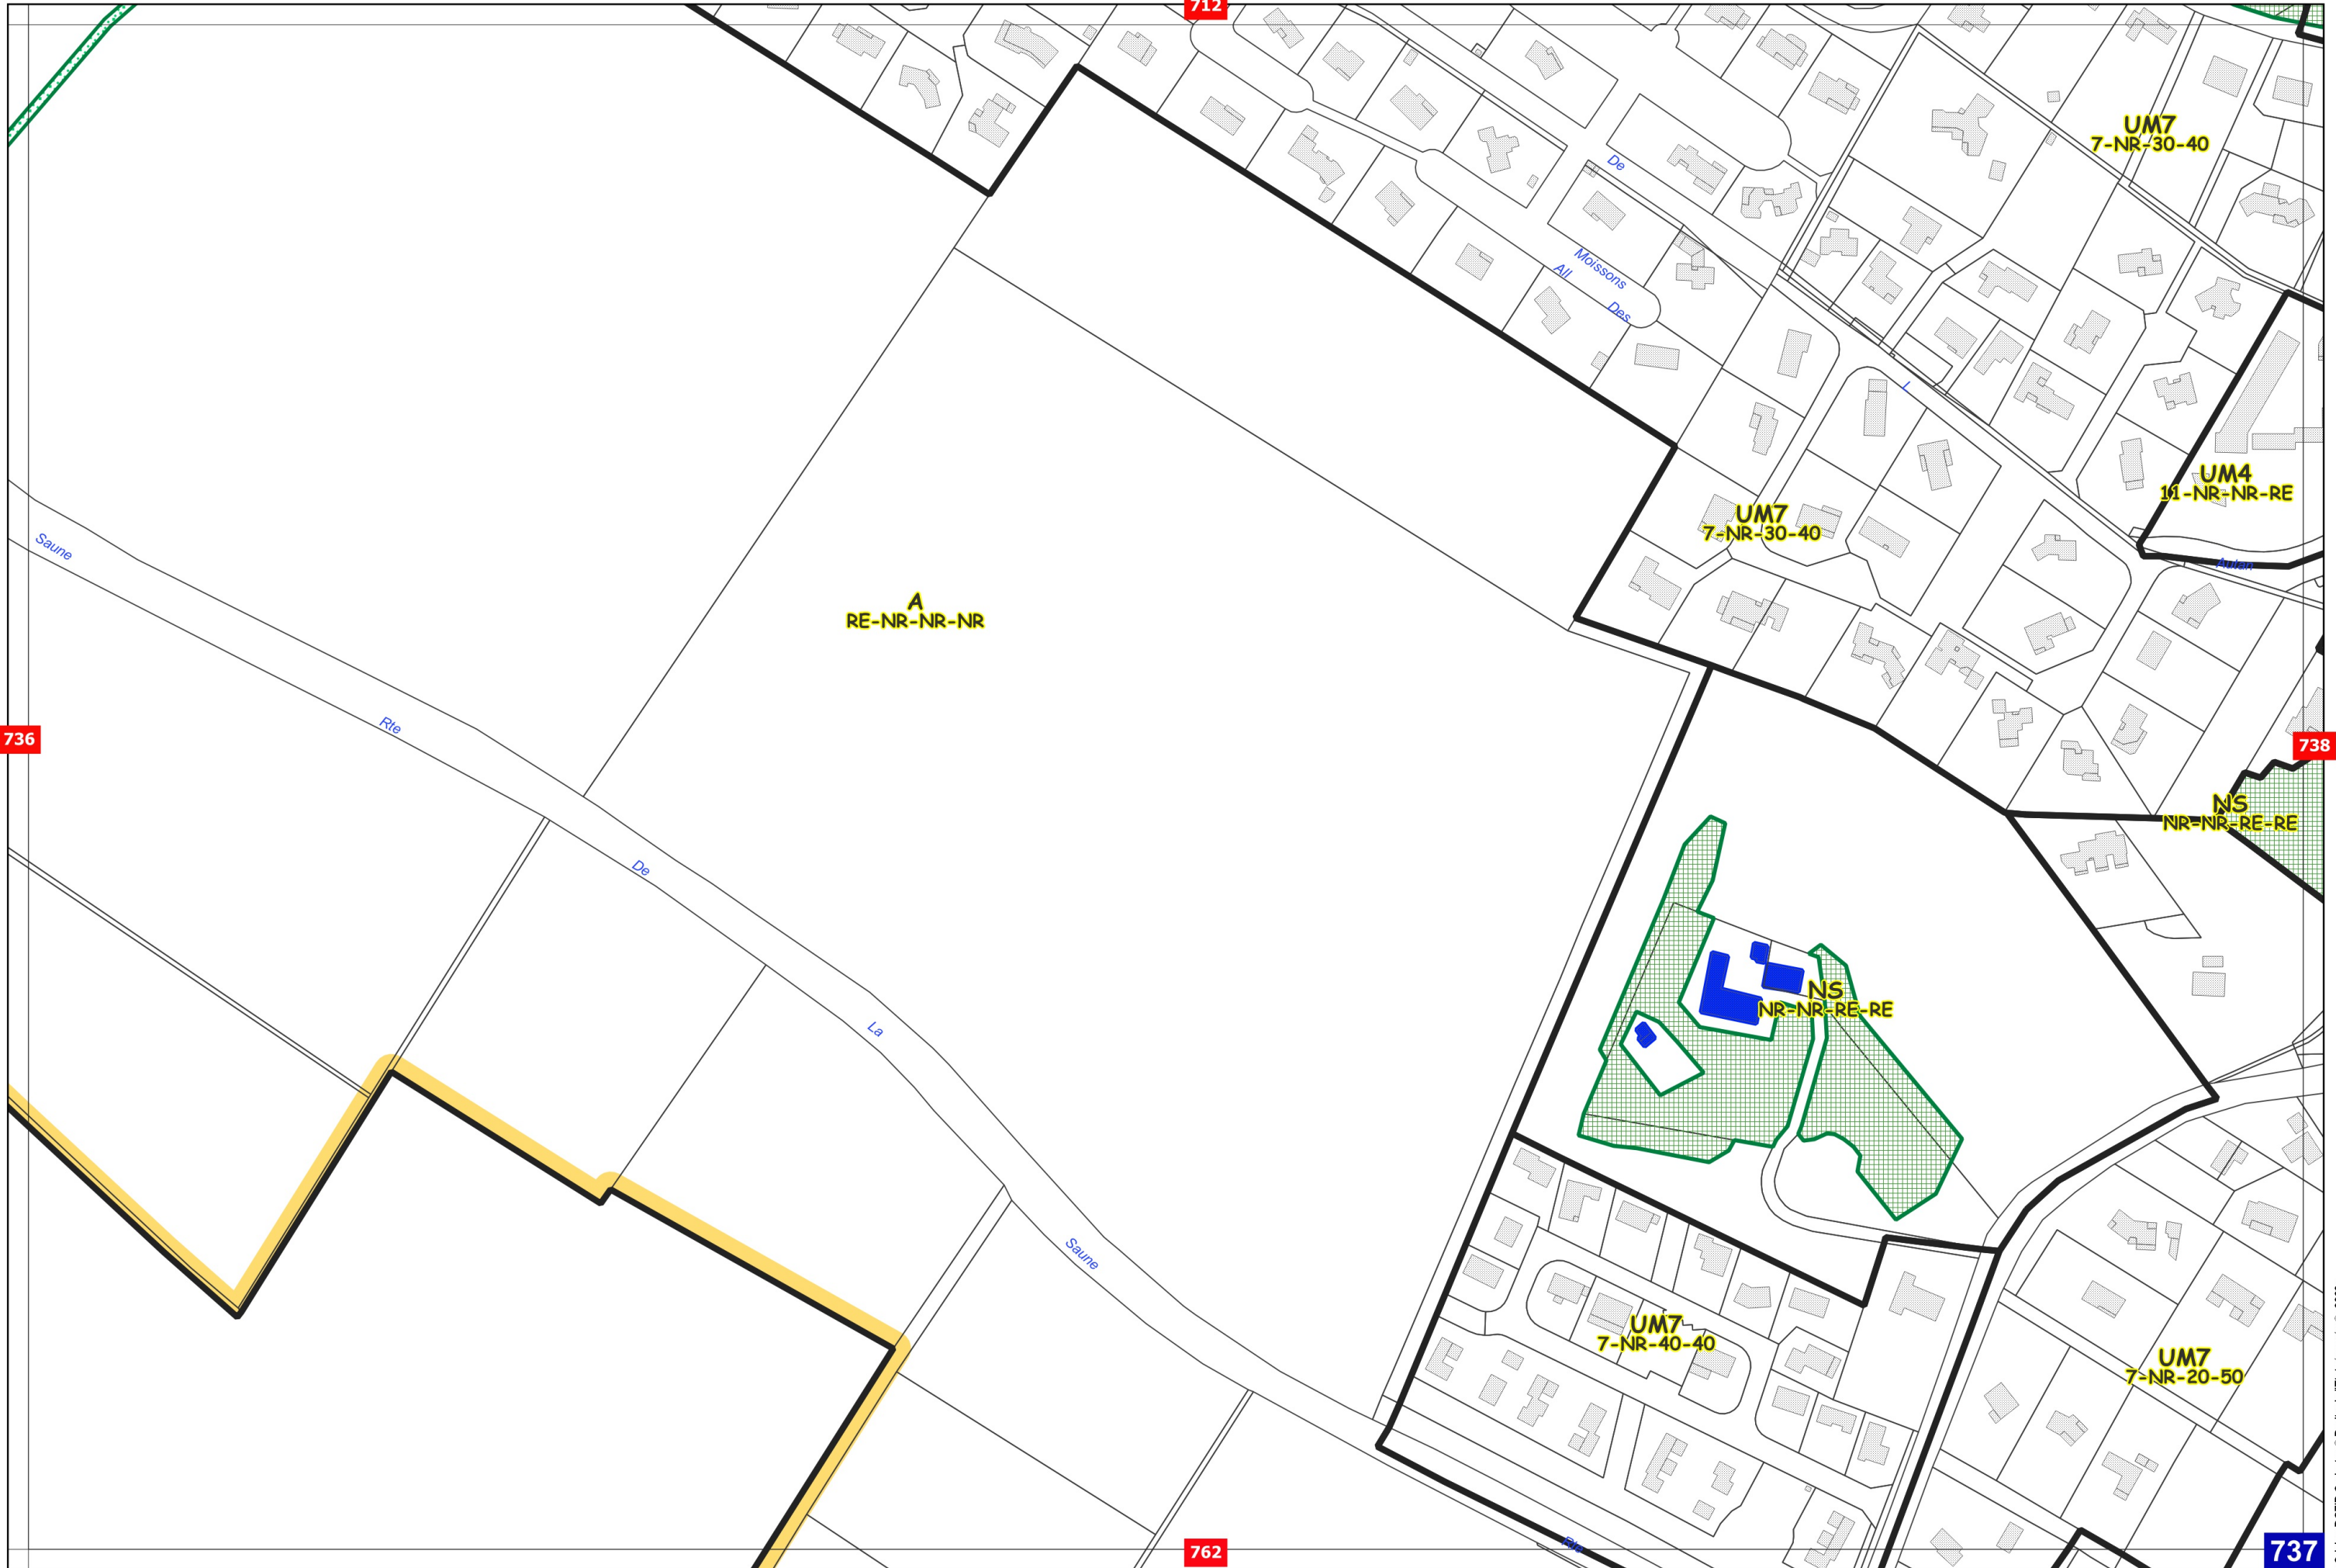 712
UM7
7-NR-30-40
De
Moissons
All
Des
L
UM4
11-NR-NR-RE
UM7
7-NR-30-40
Saune
Autan
A
RE-NR-NR-NR
Rte
736
738
NS
NR-NR-RE-RE
De
NS
NR-NR-RE-RE
La
Saune
UM7
7-NR-40-40
UM7
7-NR-20-50
Rte
762
737